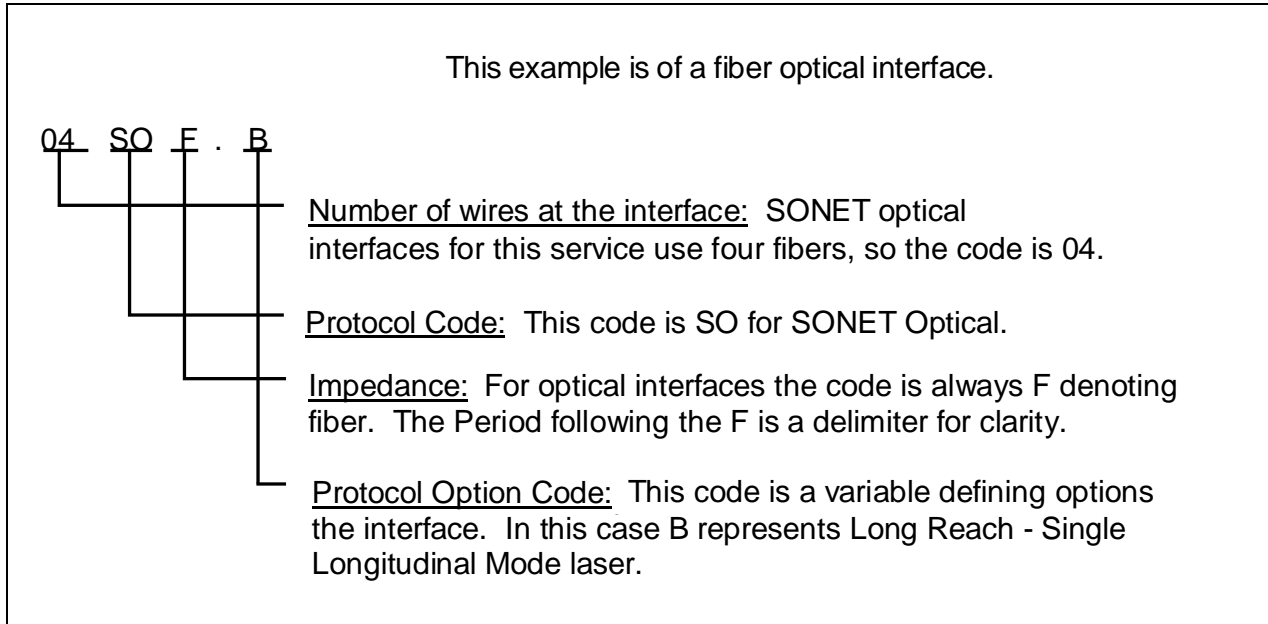 This example is of a fiber optical interface.
04 SO F . B
Number of wires at the interface: SONET optical
interfaces for this service use four fibers, so the code is 04.
Protocol Code: This code is SO for SONET Optical.
Impedance: For optical interfaces the code is always F denoting
fiber. The Period following the F is a delimiter for clarity.
Protocol Option Code: This code is a variable defining options
the interface. In this case B represents Long Reach - Single
Longitudinal Mode laser.